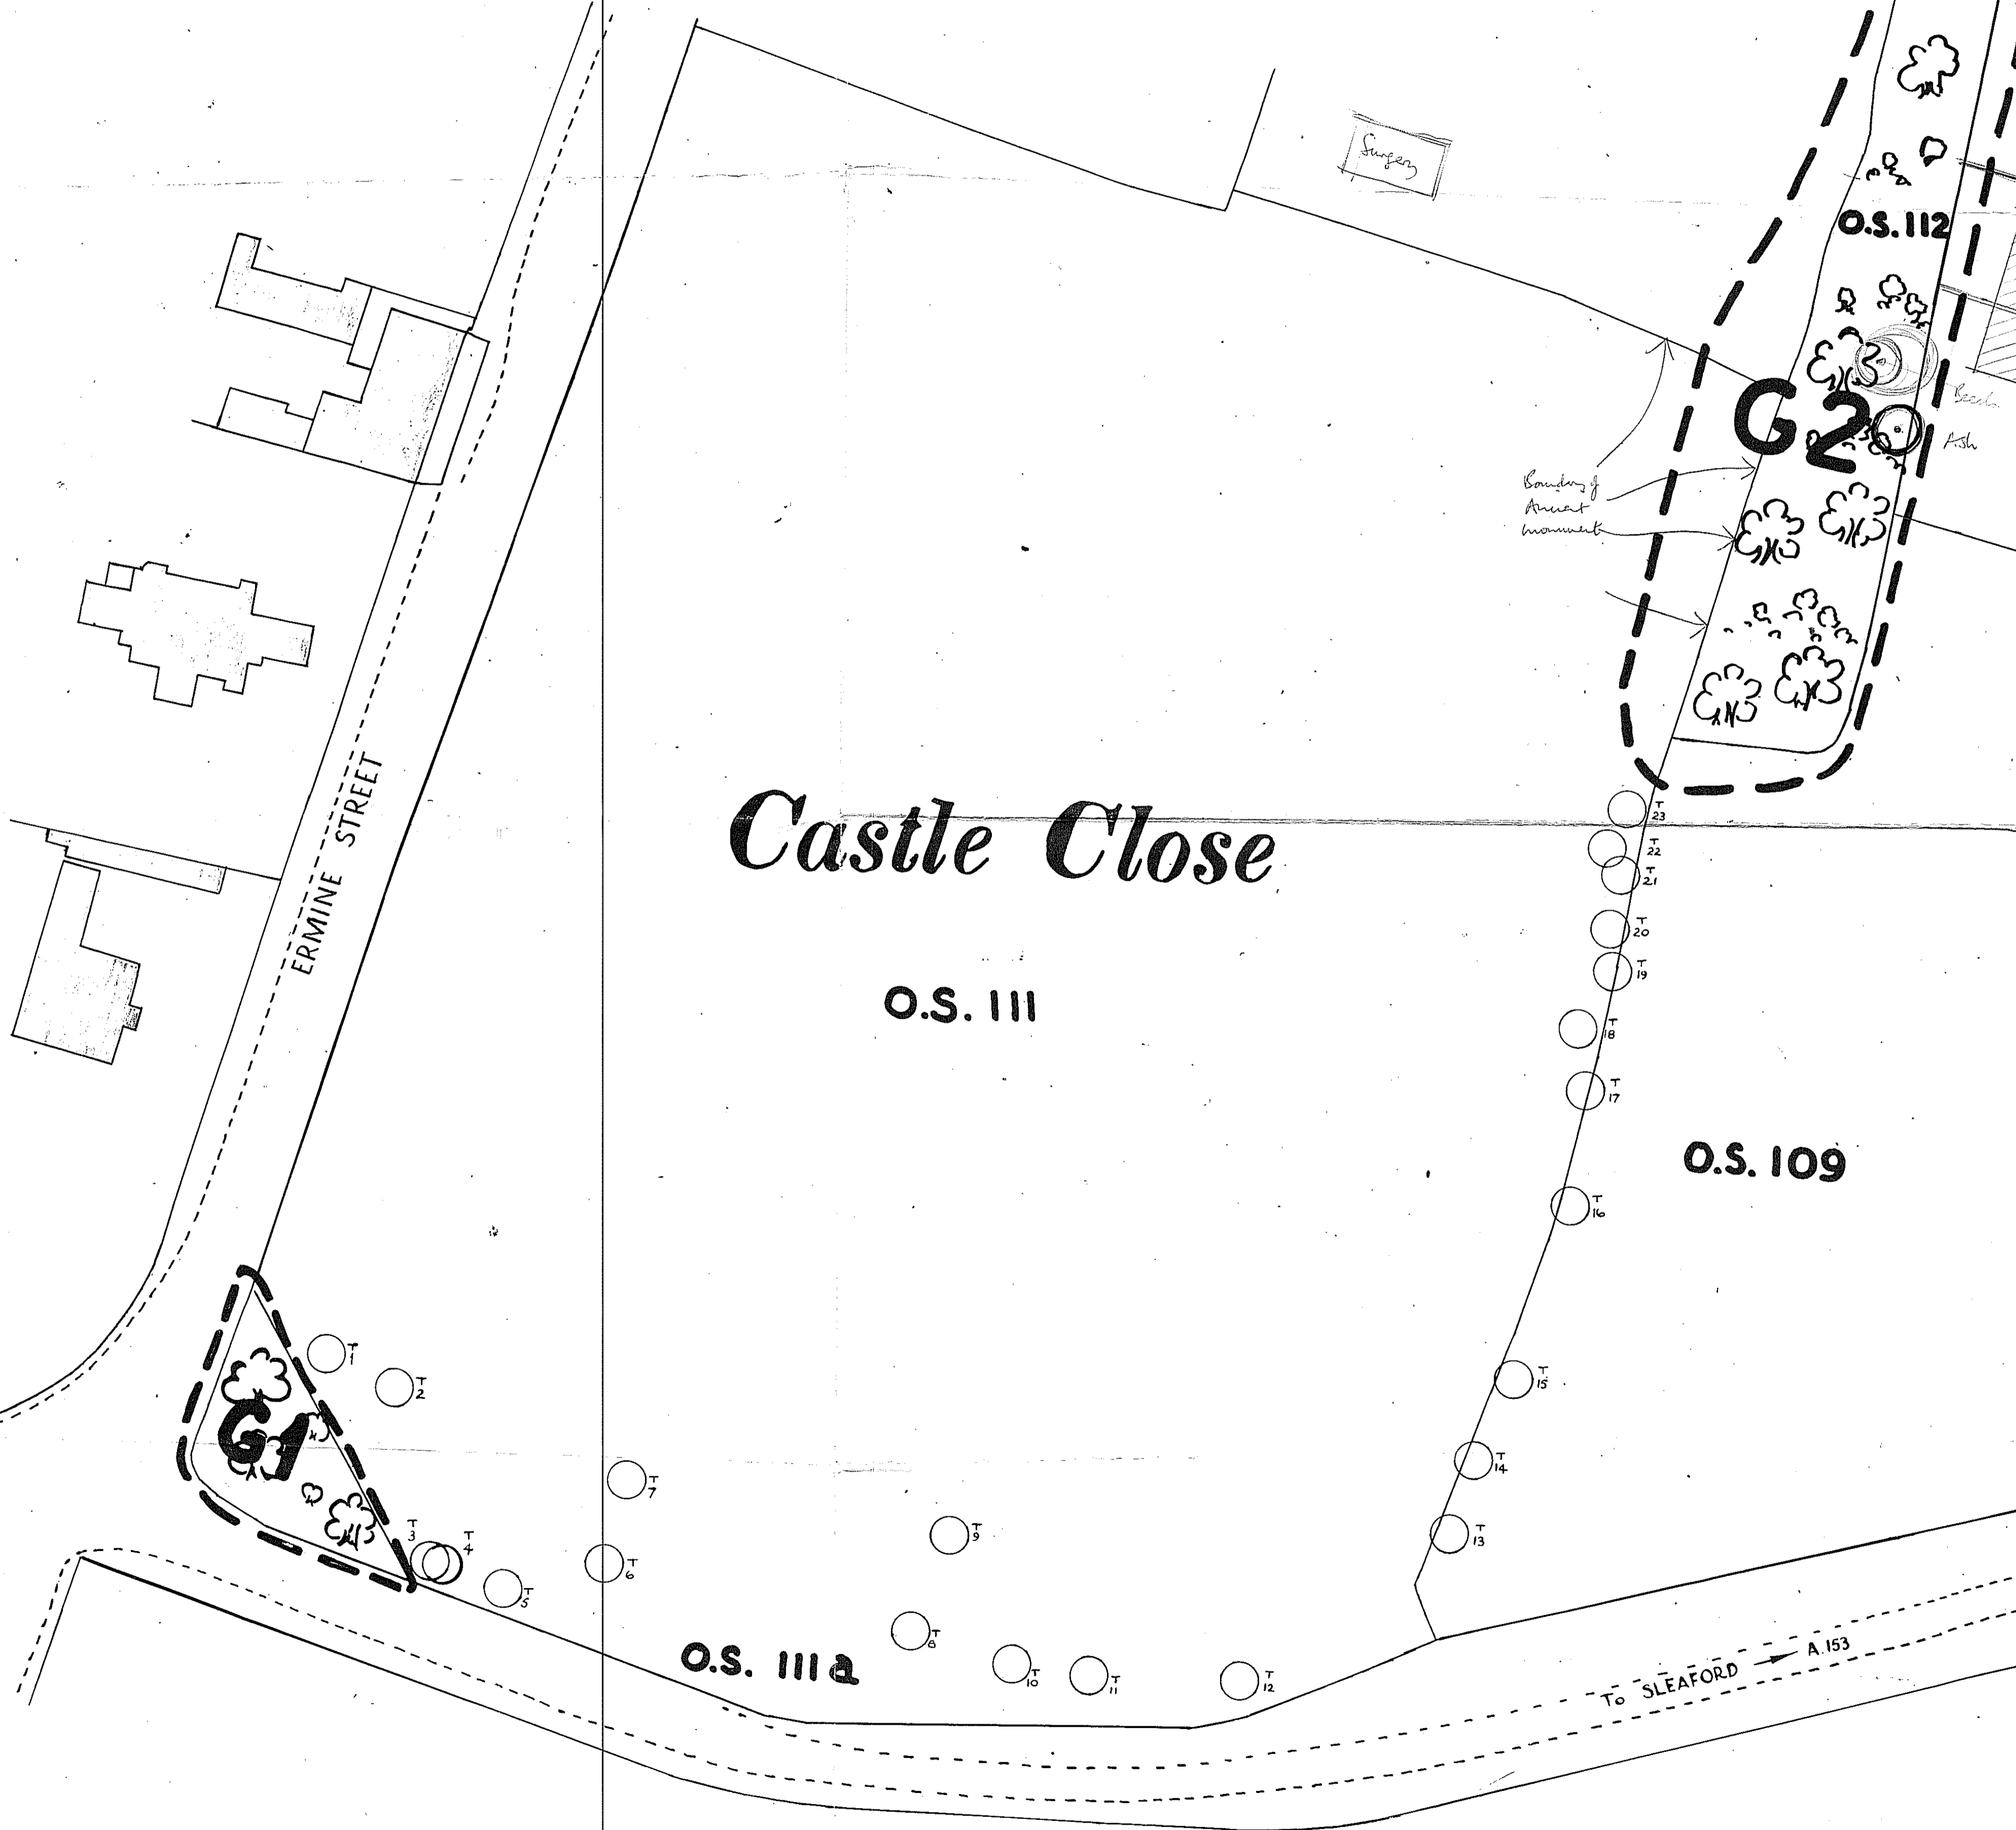 Surgery
O.S. 112
G2
Beech
Ash
Boundary of
Ancient
monument
ERMINE STREET
Castle Close
T
23
T
22
T
21
T
20
T
19
O.S. 111
T
18
T
17
O.S. 109
T
16
T
1
T
2
T
15
G1
T
14
T
7
T
3
T
4
T
9
T
13
T
6
T
5
T
8
O.S. 111a
T
10
T
11
T
12
To SLEAFORD A.153